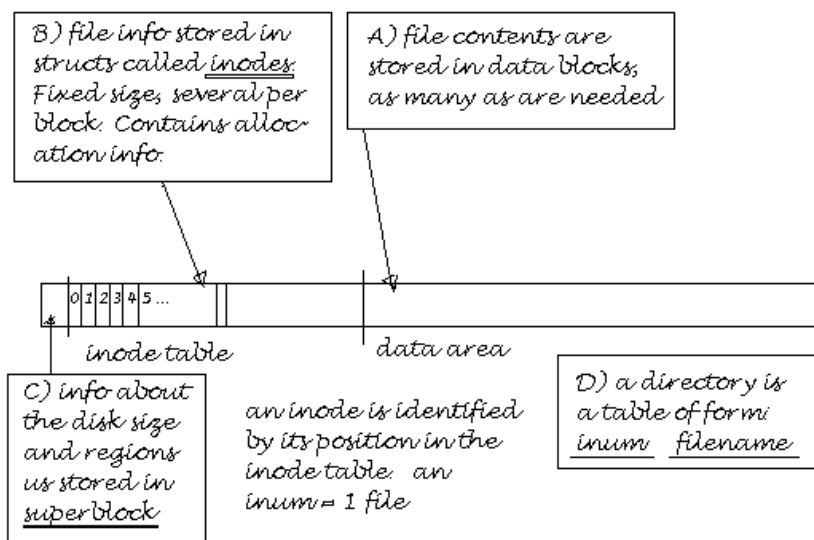 B) file info stored in
structs called inodes.
Fixed size, several per
block. Contains alloc-
ation info.
A) file contents are
stored in data blocks,
as many as are needed
0 1 2 3 4 5 ...
inode table
data area
C) info about
the disk size
and regions
us stored in
superblock
an inode is identified
by its position in the
inode table. an
inum = 1 file
D) a directory is
a table of form:
inum filename